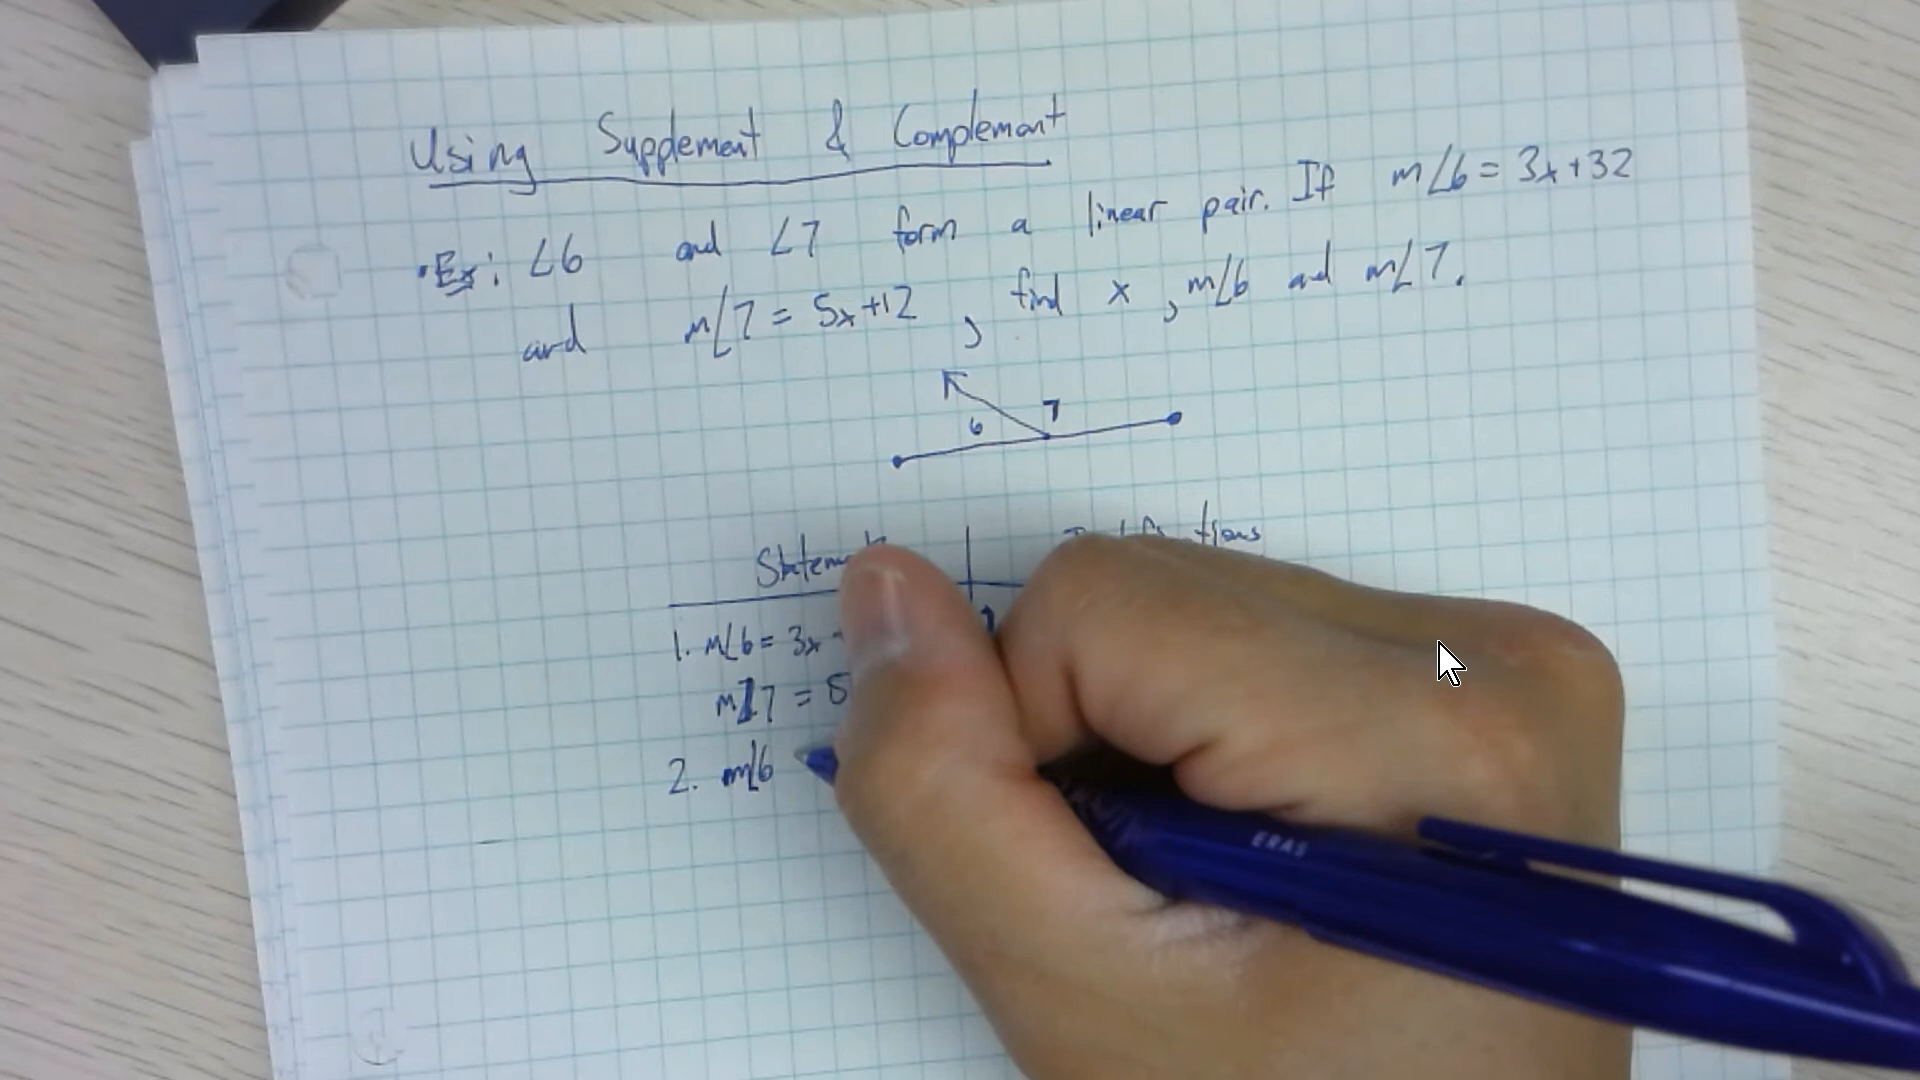 Using Supplement & Complement
•Ex: ∠6 and ∠7 form a linear pair. If m∠6 = 3x+32
and m∠7 = 5x+12, find x, m∠6 and m∠7.
7
6
1. m∠6 = 3x
m∠7 = 5
2. m∠6
ERAS